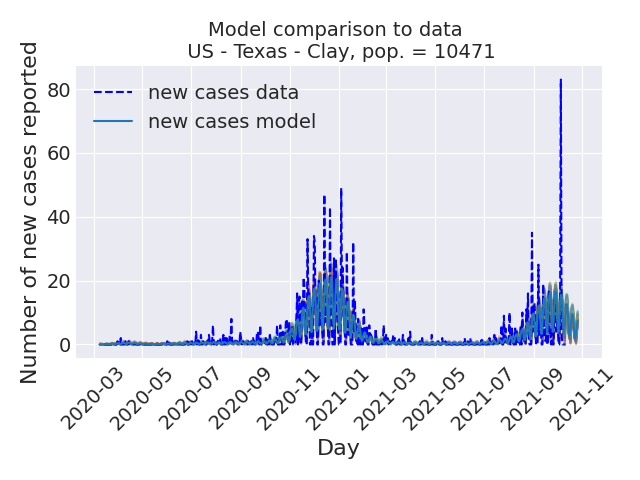 Model comparison to data
US - Texas - Clay, pop. = 10471
Number of new cases reported
80
60
40
20
0
new cases data
new cases model
2020-03
2020-05
2020-07
2020-09
2020-11
2021-01
2021-03
2021-05
2021-07
2021-09
2021-11
Day